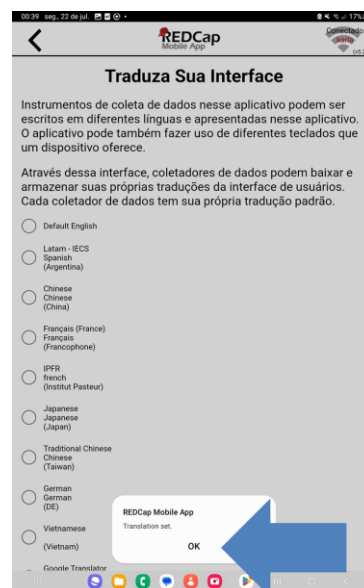 00:39 seg., 22 de jul.
17%
REDCap
Mobile App
Conectado
Traduza Sua Interface
Instrumentos de coleta de dados nesse aplicativo podem ser
escritos em diferentes línguas e apresentadas nesse aplicativo.
O aplicativo pode também fazer uso de diferentes teclados que
um dispositivo oferece.
Através dessa interface, coletadores de dados podem baixar e
armazenar suas próprias traduções da interface de usuários.
Cada coletador de dados tem sua própria tradução padrão.
Default English
Latam - IECS
Spanish
(Argentina)
Chinese
Chinese
(China)
Français (France)
Français
(Francophone)
IPFR
french
(Institut Pasteur)
Japanese
Japanese
(Japan)
Traditional Chinese
Chinese
(Taiwan)
German
German
(DE)
Vietnamese
(Vietnam)
Google Translator
REDCap Mobile App
Translation set.
OK